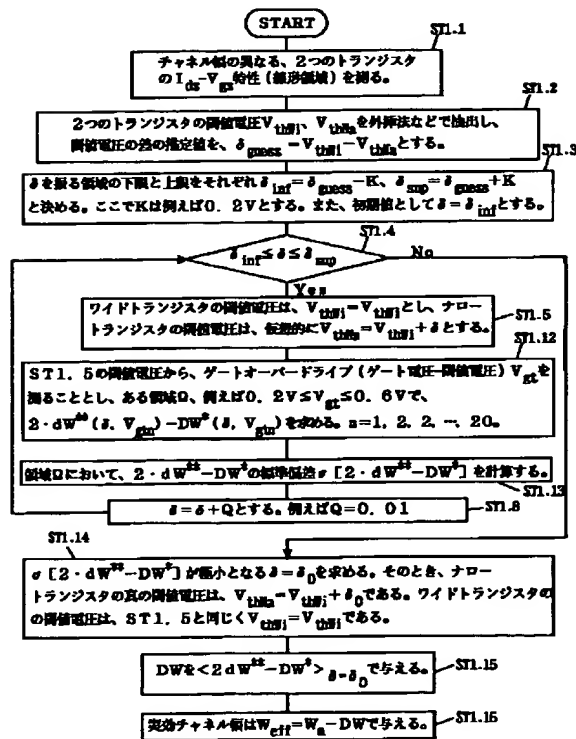 START
ST1.1
チャネル幅の異なる、2つのトランジスタ
のIds-Vgs特性(線形領域)を測る。
ST1.2
2つのトランジスタの閾値電圧VthWi、VthNaを外挿法などで抽出し、
閾値電圧の差の推定値を、δguess=VthWi-VthNaとする。
ST1.3
δを振る領域の下限と上限をそれぞれδinf=δguess-K、δsup=δguess+K
と決める。ここでKは例えば0.2Vとする。また、初期値としてδ=δinfとする。
ST1.4
δinf≤δ≤δsup
No
Yes
ワイドトランジスタの閾値電圧は、VthWi=VthWiとし、ナロー
トランジスタの閾値電圧は、仮想的にVthNa=VthWi+δとする。
ST1.5
ST1.12
ST1.5の閾値電圧から、ゲートオーバードライブ(ゲート電圧-閾値電圧)Vgtを
測ることとし、ある領域Ω、例えば0.2V≤Vgt≤0.6Vで、
2・dW**(δ,Vgtn)-DW*(δ,Vgtn)を求める。n=1,2,2,…,20。
領域Ωにおいて、2・dW**-DW*の標準偏差σ[2・dW**-DW*]を計算する。
ST1.13
δ=δ+Qとする。例えばQ=0.01
ST1.8
ST1.14
σ[2・dW**-DW*]が極小となるδ=δ0を求める。そのとき、ナロー
トランジスタの真の閾値電圧は、VthNa=VthWi+δ0である。ワイドトランジスタの
の閾値電圧は、ST1.5と同じくVthWi=VthWiである。
DWを<2dW**-DW*>δ=δ0で与える。
ST1.15
実効チャネル幅はWeff=Wa-DWで与える。
ST1.16